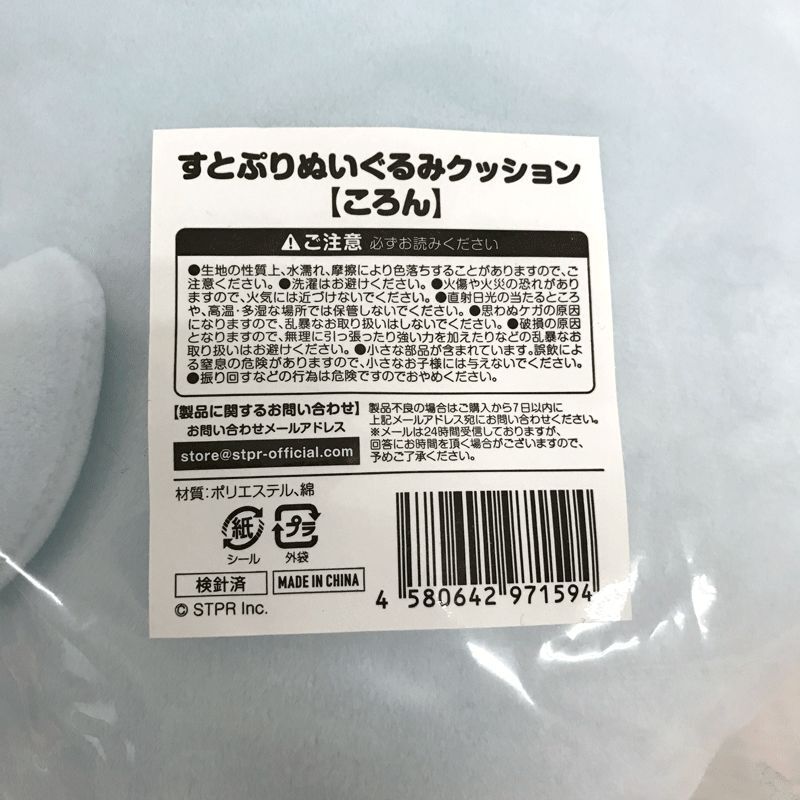 すとぷりぬいぐるみクッション
【ころん】
⚠ご注意 必ずお読みください
●生地の性質上、水濡れ、摩擦により色落ちすることがありますので、ご
注意ください。●洗濯はお避けください。●火傷や火災の恐れがあり
ますので、火気には近づけないでください。●直射日光の当たるところ
や、高温・多湿な場所では保管しないでください。●思わぬケガの原因
になりますので、乱暴なお取り扱いはしないでください。●破損の原因
となりますので、無理に引っ張ったり強い力を加えたりなどの乱暴なお
取り扱いはお避けください。●小さな部品が含まれています。誤飲によ
る窒息の危険がありますので、小さなお子様には与えないでください。
●振り回すなどの行為は危険ですのでおやめください。
【製品に関するお問い合わせ】
お問い合わせメールアドレス
store@stpr-official.com
製品不良の場合はご購入から7日以内に
上記メールアドレス宛にお問い合わせください。
※メールは24時間受信しておりますが、
回答にお時間を頂く場合がございますので、
予めご了承ください。
材質：ポリエステル、綿
紙
シール
プラ
外袋
検針済
MADE IN CHINA
© STPR Inc.
4 580642 971594